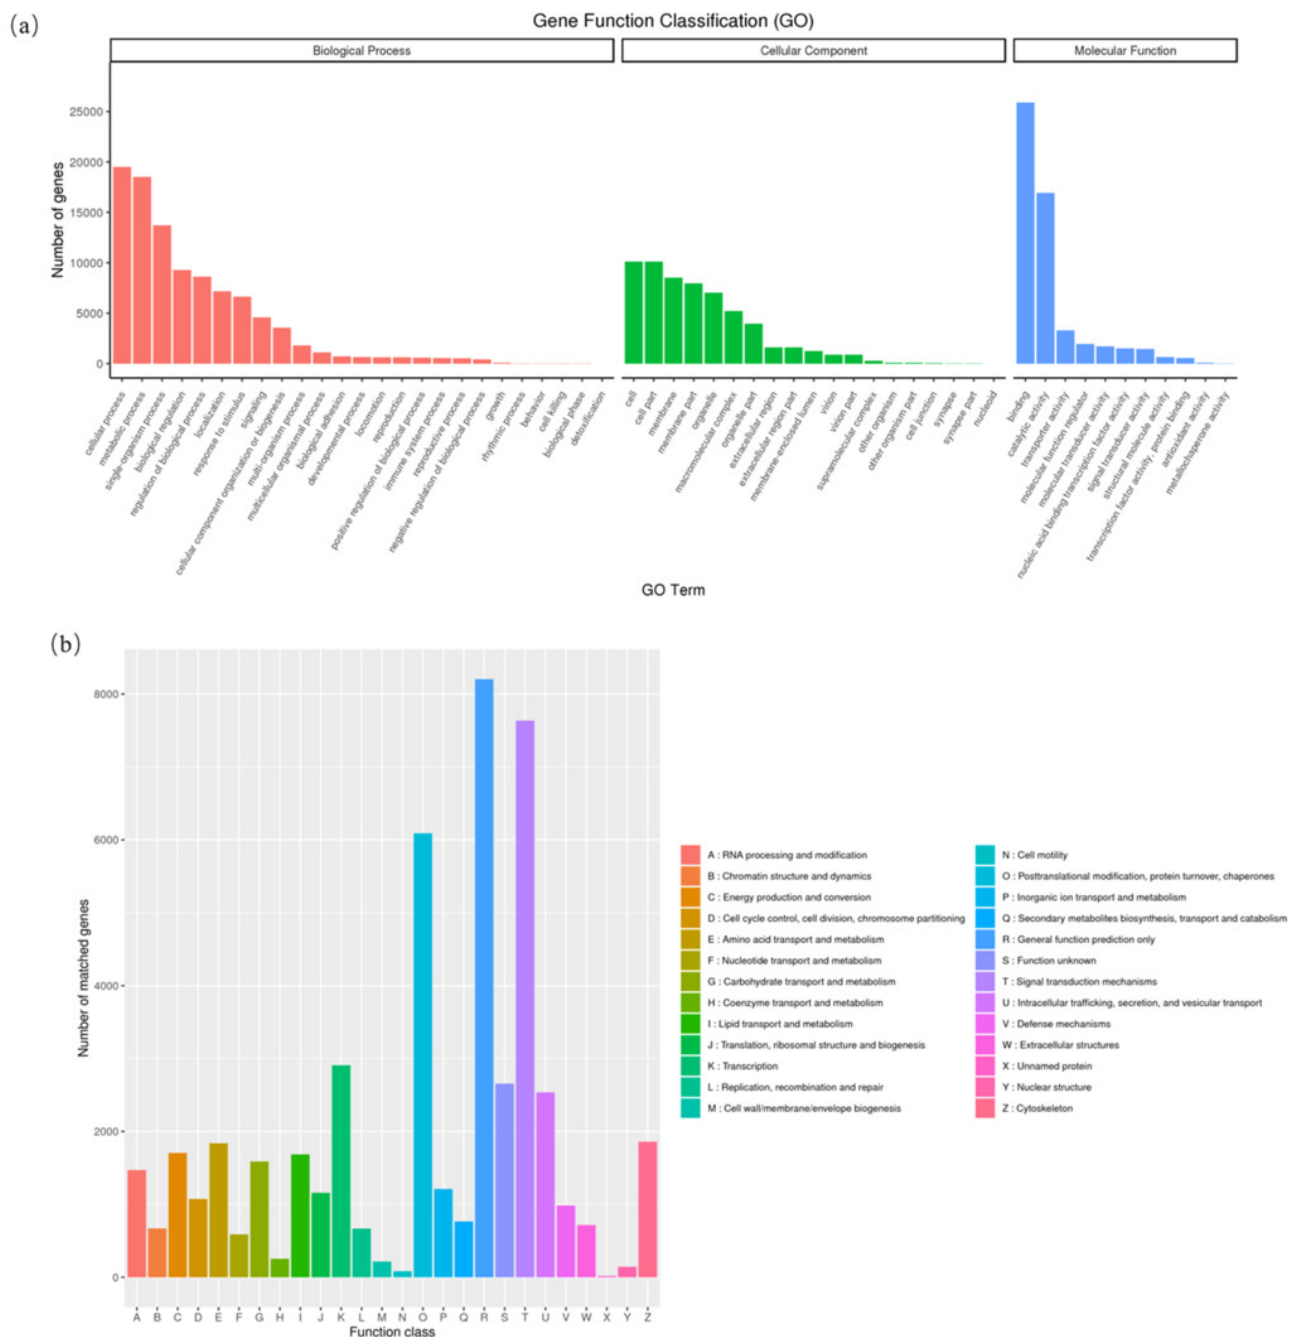 (a)
Gene Function Classification (GO)
Biological Process
Cellular Component
Molecular Function
Number of genes
25000
20000
15000
10000
5000
0
cellular process
metabolic process
single-organism process
biological regulation
regulation of biological process
localization
response to stimulus
signaling
cellular component organization or biogenesis
multi-organism process
multicellular organismal process
biological adhesion
developmental process
locomotion
reproduction
positive regulation of biological process
immune system process
reproductive process
negative regulation of biological process
growth
rhythmic process
behavior
cell killing
biological phase
detoxification
cell
cell part
membrane
membrane part
organelle
macromolecular complex
organelle part
extracellular region
extracellular region part
membrane-enclosed lumen
virion
virion part
supramolecular complex
other organism
other organism part
cell junction
synapse
synapse part
nucleoid
binding
catalytic activity
transporter activity
molecular function regulator
molecular transducer activity
nucleic acid binding transcription factor activity
signal transducer activity
structural molecule activity
transcription factor activity, protein binding
antioxidant activity
metallochaperone activity
GO Term
(b)
Number of matched genes
8000
6000
4000
2000
0
A B C D E F G H I J K L M N O P Q R S T U V W X Y Z
Function class
A : RNA processing and modification
B : Chromatin structure and dynamics
C : Energy production and conversion
D : Cell cycle control, cell division, chromosome partitioning
E : Amino acid transport and metabolism
F : Nucleotide transport and metabolism
G : Carbohydrate transport and metabolism
H : Coenzyme transport and metabolism
I : Lipid transport and metabolism
J : Translation, ribosomal structure and biogenesis
K : Transcription
L : Replication, recombination and repair
M : Cell wall/membrane/envelope biogenesis
N : Cell motility
O : Posttranslational modification, protein turnover, chaperones
P : Inorganic ion transport and metabolism
Q : Secondary metabolites biosynthesis, transport and catabolism
R : General function prediction only
S : Function unknown
T : Signal transduction mechanisms
U : Intracellular trafficking, secretion, and vesicular transport
V : Defense mechanisms
W : Extracellular structures
X : Unnamed protein
Y : Nuclear structure
Z : Cytoskeleton